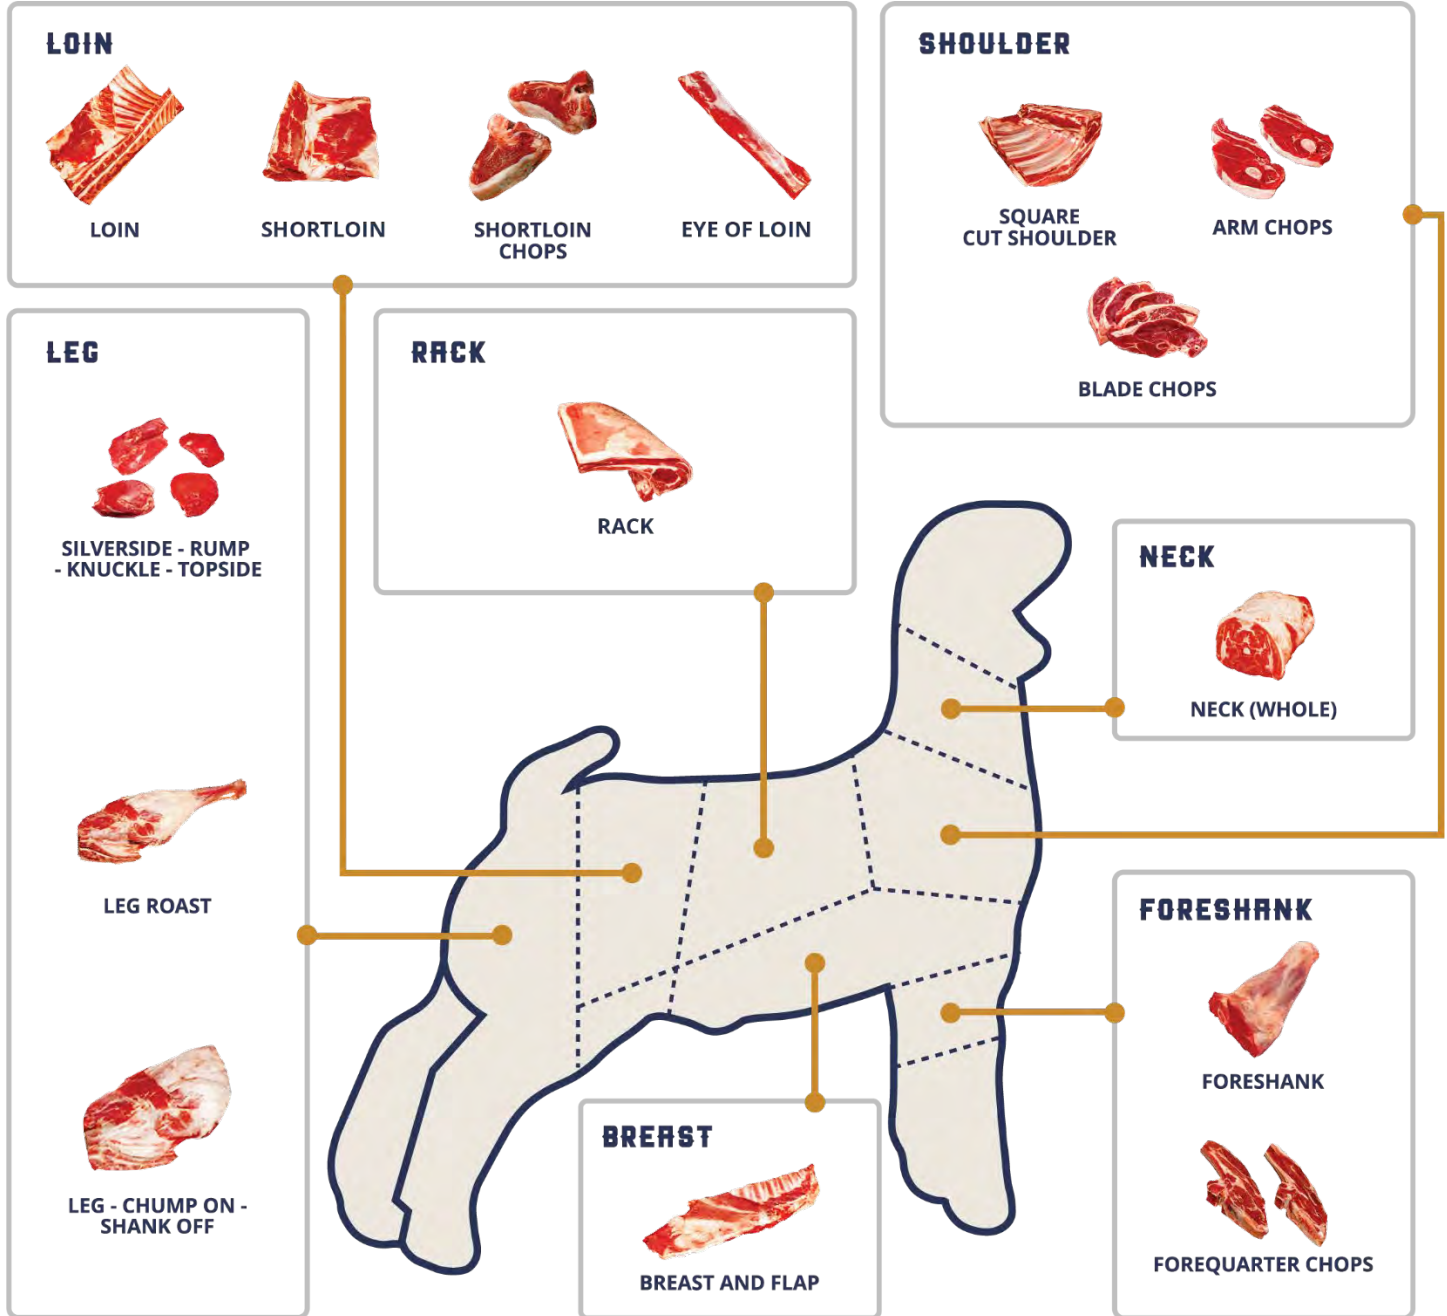 LOIN
LOIN
SHORTLOIN
SHORTLOIN
CHOPS
EYE OF LOIN
SHOULDER
SQUARE
CUT SHOULDER
ARM CHOPS
BLADE CHOPS
LEG
SILVERSIDE - RUMP
- KNUCKLE - TOPSIDE
LEG ROAST
LEG - CHUMP ON -
SHANK OFF
RACK
RACK
NECK
NECK (WHOLE)
FORESHANK
FORESHANK
FOREQUARTER CHOPS
BREAST
BREAST AND FLAP